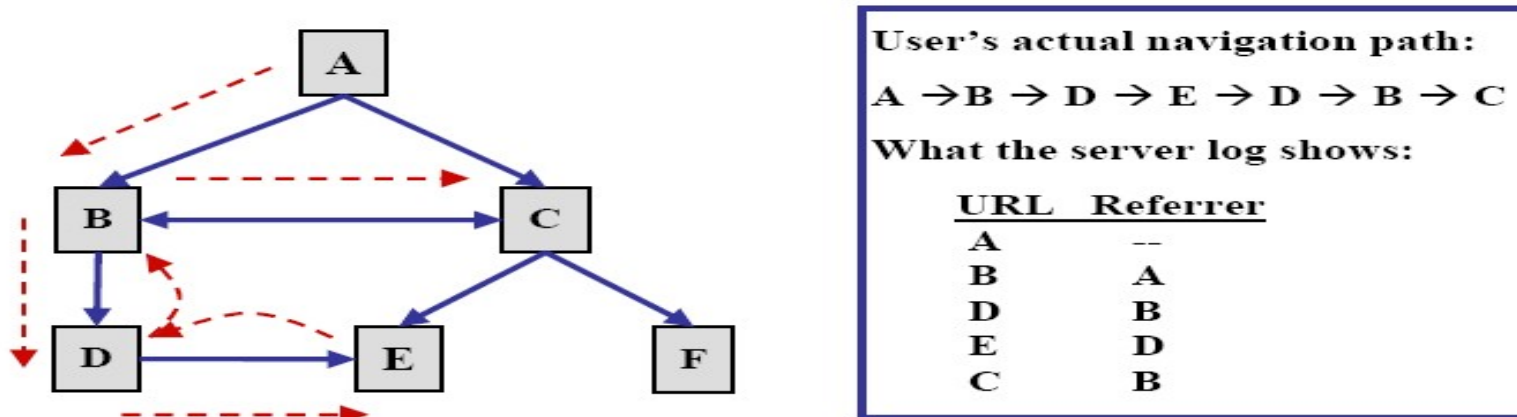 A
B
C
D
E
F
User’s actual navigation path:
A → B → D → E → D → B → C
What the server log shows:
URL Referrer
A --
B A
D B
E D
C B